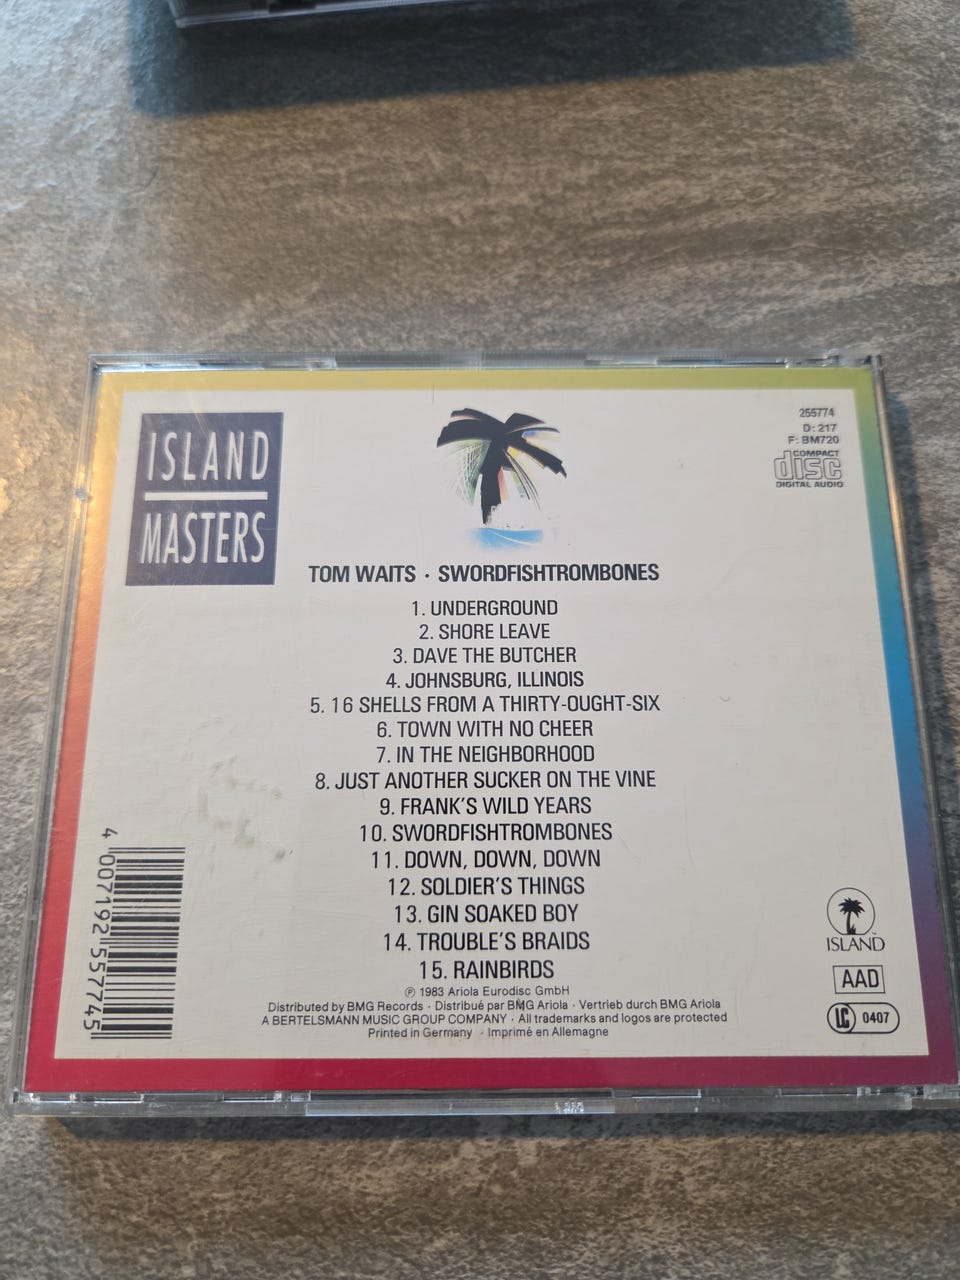 ISLAND
MASTERS
255774
D: 217
F: BM720
COMPACT
disc
DIGITAL AUDIO
TOM WAITS · SWORDFISHTROMBONES
1. UNDERGROUND
2. SHORE LEAVE
3. DAVE THE BUTCHER
4. JOHNSBURG, ILLINOIS
5. 16 SHELLS FROM A THIRTY-OUGHT-SIX
6. TOWN WITH NO CHEER
7. IN THE NEIGHBORHOOD
8. JUST ANOTHER SUCKER ON THE VINE
9. FRANK'S WILD YEARS
10. SWORDFISHTROMBONES
11. DOWN, DOWN, DOWN
12. SOLDIER'S THINGS
13. GIN SOAKED BOY
14. TROUBLE'S BRAIDS
15. RAINBIRDS
℗ 1983 Ariola Eurodisc GmbH
Distributed by BMG Records · Distribué par BMG Ariola · Vertrieb durch BMG Ariola
A BERTELSMANN MUSIC GROUP COMPANY · All trademarks and logos are protected
Printed in Germany · Imprimé en Allemagne
4 007192 557745
ISLAND™
AAD
LC 0407